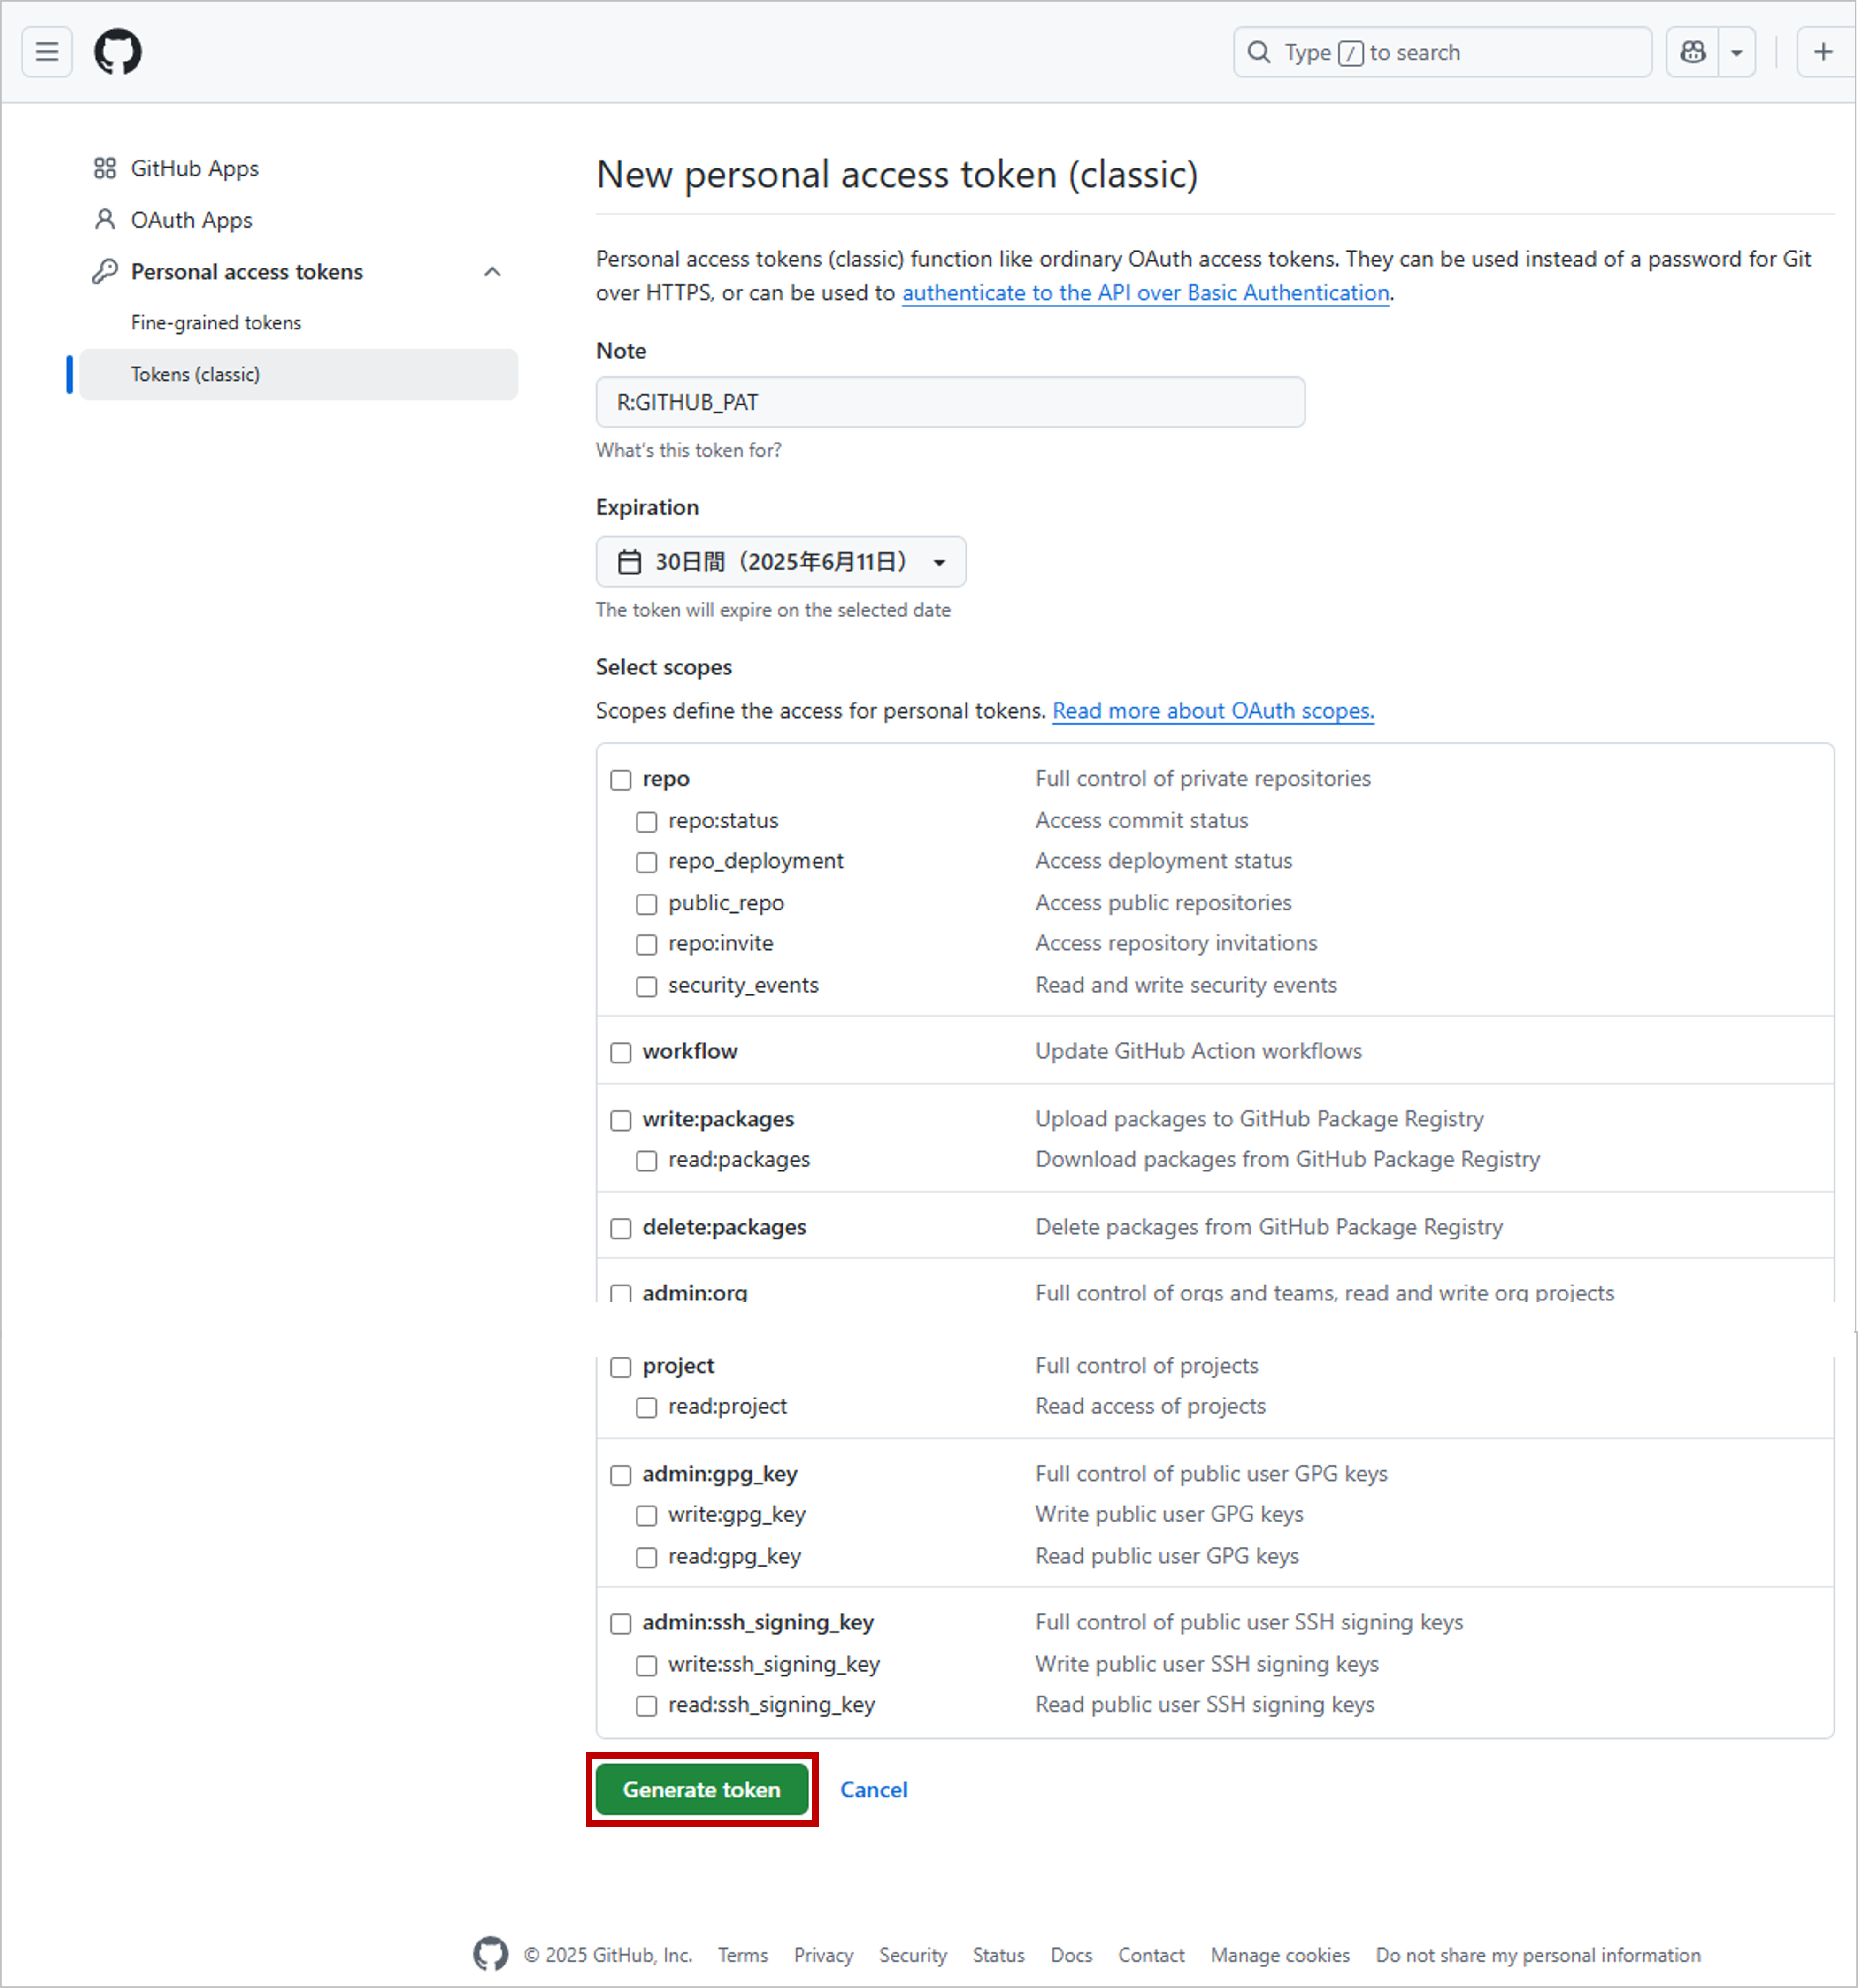 Type / to search
GitHub Apps
OAuth Apps
Personal access tokens
Fine-grained tokens
Tokens (classic)
New personal access token (classic)
Personal access tokens (classic) function like ordinary OAuth access tokens. They can be used instead of a password for Git
over HTTPS, or can be used to authenticate to the API over Basic Authentication.
Note
R:GITHUB_PAT
What's this token for?
Expiration
30日間（2025年6月11日）
The token will expire on the selected date
Select scopes
Scopes define the access for personal tokens. Read more about OAuth scopes.
repo Full control of private repositories
repo:status Access commit status
repo_deployment Access deployment status
public_repo Access public repositories
repo:invite Access repository invitations
security_events Read and write security events
workflow Update GitHub Action workflows
write:packages Upload packages to GitHub Package Registry
read:packages Download packages from GitHub Package Registry
delete:packages Delete packages from GitHub Package Registry
admin:org Full control of orgs and teams, read and write org projects
project Full control of projects
read:project Read access of projects
admin:gpg_key Full control of public user GPG keys
write:gpg_key Write public user GPG keys
read:gpg_key Read public user GPG keys
admin:ssh_signing_key Full control of public user SSH signing keys
write:ssh_signing_key Write public user SSH signing keys
read:ssh_signing_key Read public user SSH signing keys
Generate token Cancel
© 2025 GitHub, Inc. Terms Privacy Security Status Docs Contact Manage cookies Do not share my personal information